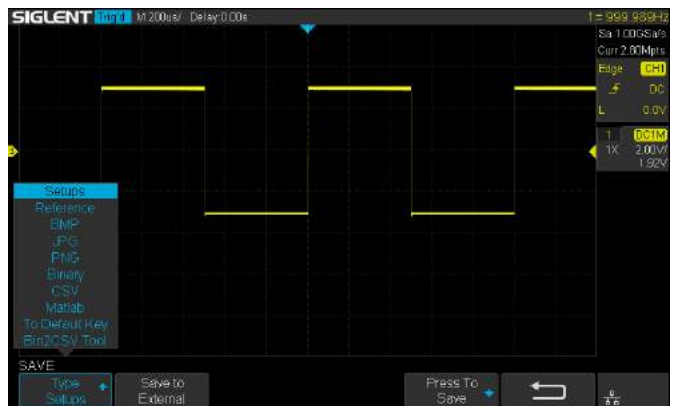 SIGLENT Trig'd M 200us/ Delay:0.00s f = 999.989Hz
Sa 1.00GSa/s
Curr 2.80Mpts
Edge CH1
DC
L 0.0V
1 DC1M
1X 2.00V/
1.92V
Setups
Reference
BMP
JPG
PNG
Binary
CSV
Matlab
To Default Key
Bin2CSV Tool
SAVE
Type
Setups
Save to
External
Press To
Save